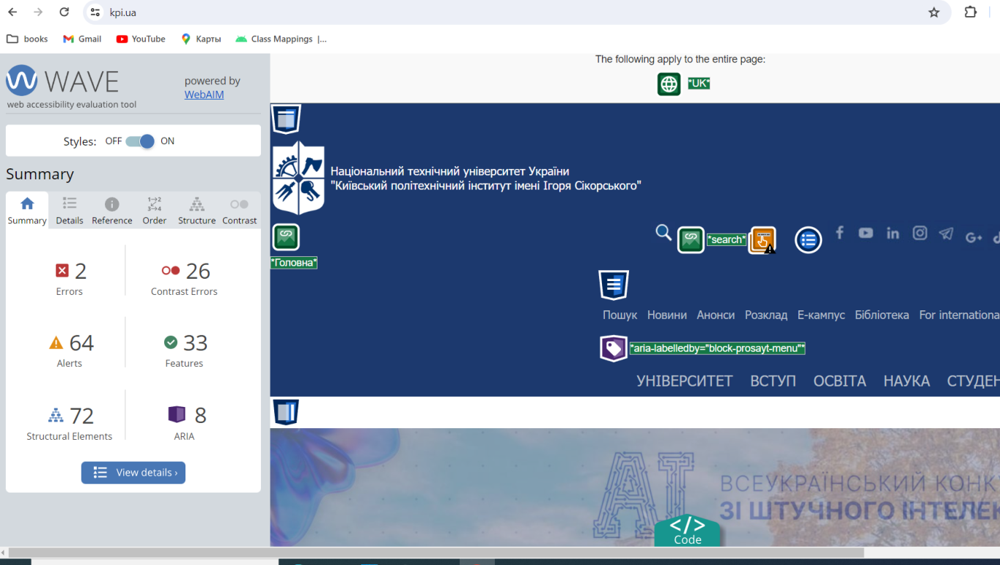 kpi.ua
books Gmail YouTube Карты Class Mappings |...
WAVE
web accessibility evaluation tool
powered by
WebAIM
Styles: OFF ON
Summary
Summary Details Reference Order Structure Contrast
2
Errors
26
Contrast Errors
64
Alerts
33
Features
72
Structural Elements
8
ARIA
View details ›
The following apply to the entire page:
*UK*
Національний технічний університет України
"Київський політехнічний інститут імені Ігоря Сікорського"
*search*
*Головна*
Пошук Новини Анонси Розклад Е-кампус Бібліотека For internationa
*aria-labelledby="block-prosayt-menu"*
УНІВЕРСИТЕТ ВСТУП ОСВІТА НАУКА СТУДЕН
AI
ВСЕУКРАЇНСЬКИЙ КОНК
ЗІ ШТУЧНОГО ІНТЕЛЕК
</>
Code